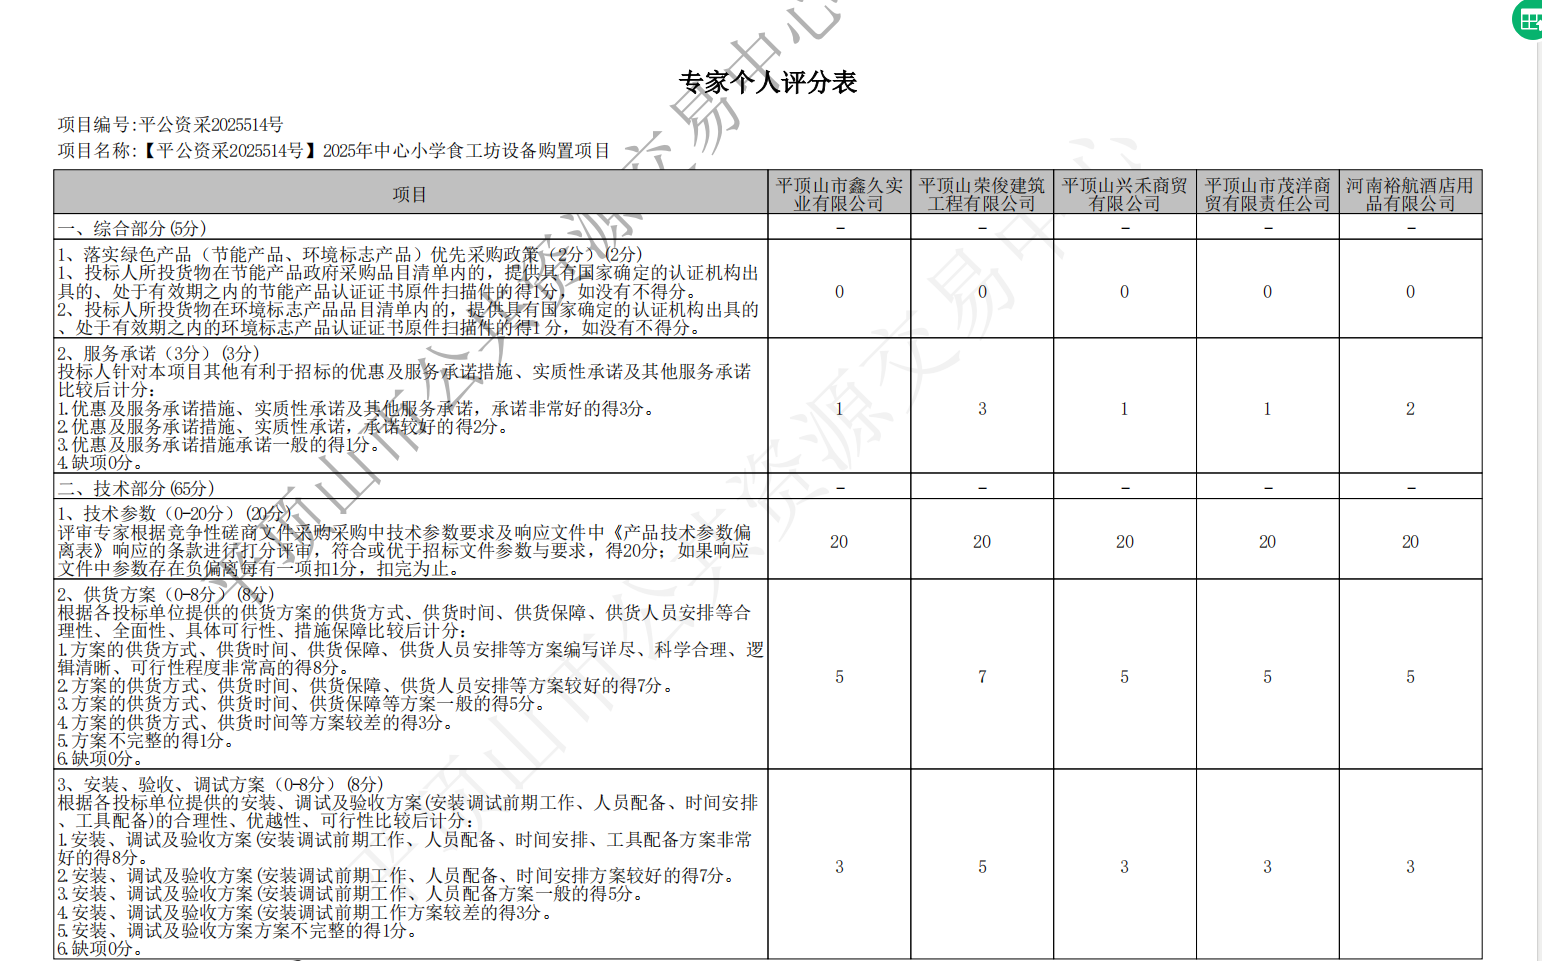 专家个人评分表
项目编号:平公资采2025514号
项目名称:【平公资采2025514号】2025年中心小学食工坊设备购置项目
项目
平顶山市鑫久实
业有限公司
平顶山荣俊建筑
工程有限公司
平顶山兴禾商贸
有限公司
平顶山市茂洋商
贸有限责任公司
河南裕航酒店用
品有限公司
一、综合部分(5分)
- - - - -
1、落实绿色产品（节能产品、环境标志产品）优先采购政策（2分）(2分)
1、投标人所投货物在节能产品政府采购品目清单内的，提供具有国家确定的认证机构出
具的、处于有效期之内的节能产品认证证书原件扫描件的得1分，如没有不得分。
2、投标人所投货物在环境标志产品品目清单内的，提供具有国家确定的认证机构出具的
、处于有效期之内的环境标志产品认证证书原件扫描件的得1分，如没有不得分。
0 0 0 0 0
2、服务承诺（3分）(3分)
投标人针对本项目其他有利于招标的优惠及服务承诺措施、实质性承诺及其他服务承诺
比较后计分：
1.优惠及服务承诺措施、实质性承诺及其他服务承诺，承诺非常好的得3分。
2.优惠及服务承诺措施、实质性承诺，承诺较好的得2分。
3.优惠及服务承诺措施承诺一般的得1分。
4.缺项0分。
1 3 1 1 2
二、技术部分(65分)
- - - - -
1、技术参数（0-20分）(20分)
评审专家根据竞争性磋商文件采购采购中技术参数要求及响应文件中《产品技术参数偏
离表》响应的条款进行打分评审，符合或优于招标文件参数与要求，得20分；如果响应
文件中参数存在负偏离每有一项扣1分，扣完为止。
20 20 20 20 20
2、供货方案（0-8分）(8分)
根据各投标单位提供的供货方案的供货方式、供货时间、供货保障、供货人员安排等合
理性、全面性、具体可行性、措施保障比较后计分：
1.方案的供货方式、供货时间、供货保障、供货人员安排等方案编写详尽、科学合理、逻
辑清晰、可行性程度非常高的得8分。
2.方案的供货方式、供货时间、供货保障、供货人员安排等方案较好的得7分。
3.方案的供货方式、供货时间、供货保障等方案一般的得5分。
4.方案的供货方式、供货时间等方案较差的得3分。
5.方案不完整的得1分。
6.缺项0分。
5 7 5 5 5
3、安装、验收、调试方案（0-8分）(8分)
根据各投标单位提供的安装、调试及验收方案(安装调试前期工作、人员配备、时间安排
、工具配备)的合理性、优越性、可行性比较后计分：
1.安装、调试及验收方案(安装调试前期工作、人员配备、时间安排、工具配备方案非常
好的得8分。
2.安装、调试及验收方案(安装调试前期工作、人员配备、时间安排方案较好的得7分。
3.安装、调试及验收方案(安装调试前期工作、人员配备方案一般的得5分。
4.安装、调试及验收方案(安装调试前期工作方案较差的得3分。
5.安装、调试及验收方案方案不完整的得1分。
6.缺项0分。
3 5 3 3 3
平顶山市公共资源交易中心
平顶山市公共资源交易中心